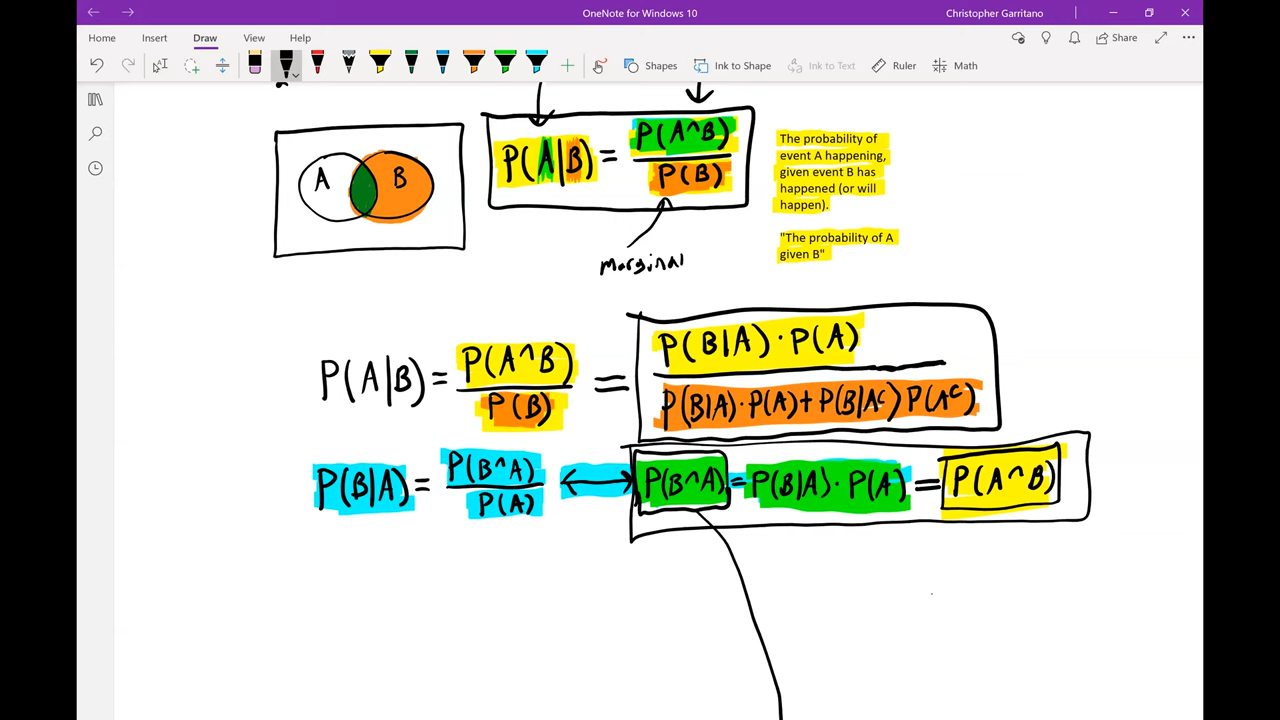 OneNote for Windows 10
Christopher Garritano
Home Insert Draw View Help
Share
Shapes Ink to Shape Ink to Text Ruler Math
A B
P(A|B) = P(A^B)
P(B)
marginal
The probability of
event A happening,
given event B has
happened (or will
happen).
"The probability of A
given B"
P(A|B) = P(A^B) = P(B|A)·P(A)
P(B) P(B|A)·P(A)+P(B|Aᶜ)P(Aᶜ)
P(B|A) = P(B^A) ↔ P(B^A) = P(B|A)·P(A) = P(A^B)
P(A)